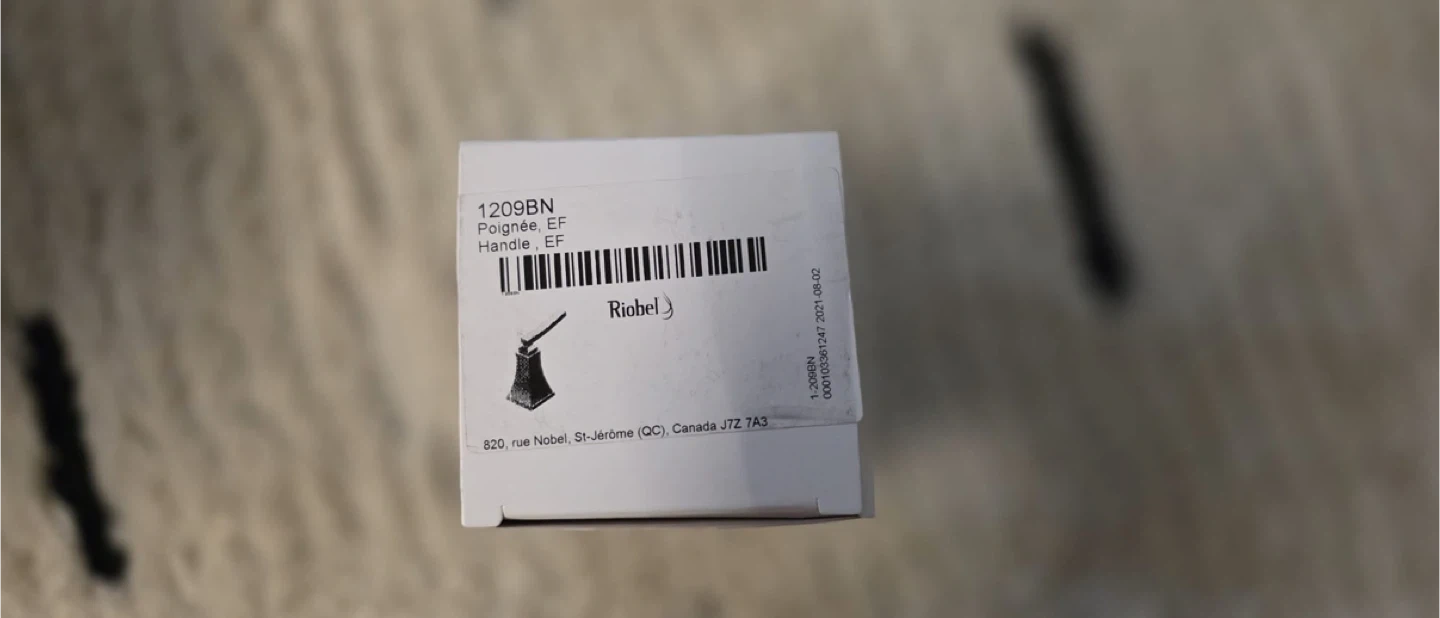 1209BN
Poignée, EF
Handle , EF
Riobel
1-209BN
000103361247 2021-08-02
820, rue Nobel, St-Jérôme (QC), Canada J7Z 7A3